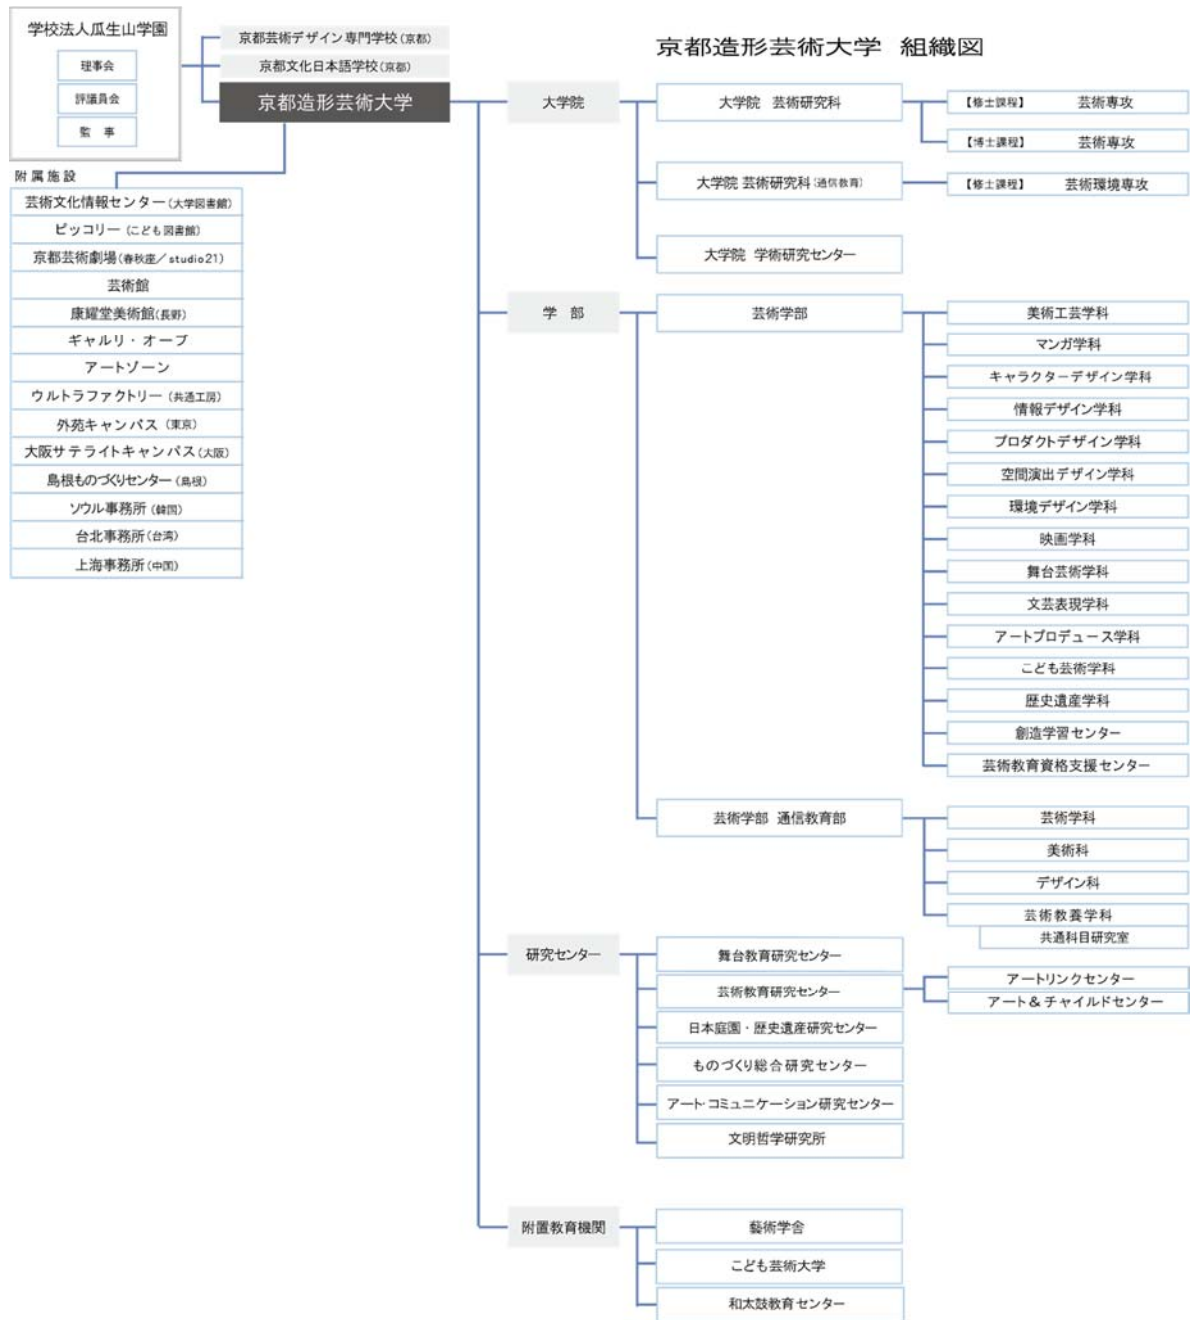 学校法人瓜生山学園
理事会
評議員会
監　事
京都芸術デザイン専門学校(京都)
京都文化日本語学校(京都)
京都造形芸術大学
京都造形芸術大学　組織図
附属施設
芸術文化情報センター(大学図書館)
ピッコリー(こども図書館)
京都芸術劇場(春秋座／studio21)
芸術館
康耀堂美術館(長野)
ギャルリ・オーブ
アートゾーン
ウルトラファクトリー(共通工房)
外苑キャンパス(東京)
大阪サテライトキャンパス(大阪)
島根ものづくりセンター(島根)
ソウル事務所(韓国)
台北事務所(台湾)
上海事務所(中国)
大学院
大学院　芸術研究科
【修士課程】　芸術専攻
【博士課程】　芸術専攻
大学院 芸術研究科(通信教育)
【修士課程】　芸術環境専攻
大学院 学術研究センター
学　部
芸術学部
美術工芸学科
マンガ学科
キャラクターデザイン学科
情報デザイン学科
プロダクトデザイン学科
空間演出デザイン学科
環境デザイン学科
映画学科
舞台芸術学科
文芸表現学科
アートプロデュース学科
こども芸術学科
歴史遺産学科
創造学習センター
芸術教育資格支援センター
芸術学部 通信教育部
芸術学科
美術科
デザイン科
芸術教養学科
共通科目研究室
研究センター
舞台教育研究センター
芸術教育研究センター
アートリンクセンター
アート＆チャイルドセンター
日本庭園・歴史遺産研究センター
ものづくり総合研究センター
アート・コミュニケーション研究センター
文明哲学研究所
附置教育機関
藝術学舎
こども芸術大学
和太鼓教育センター